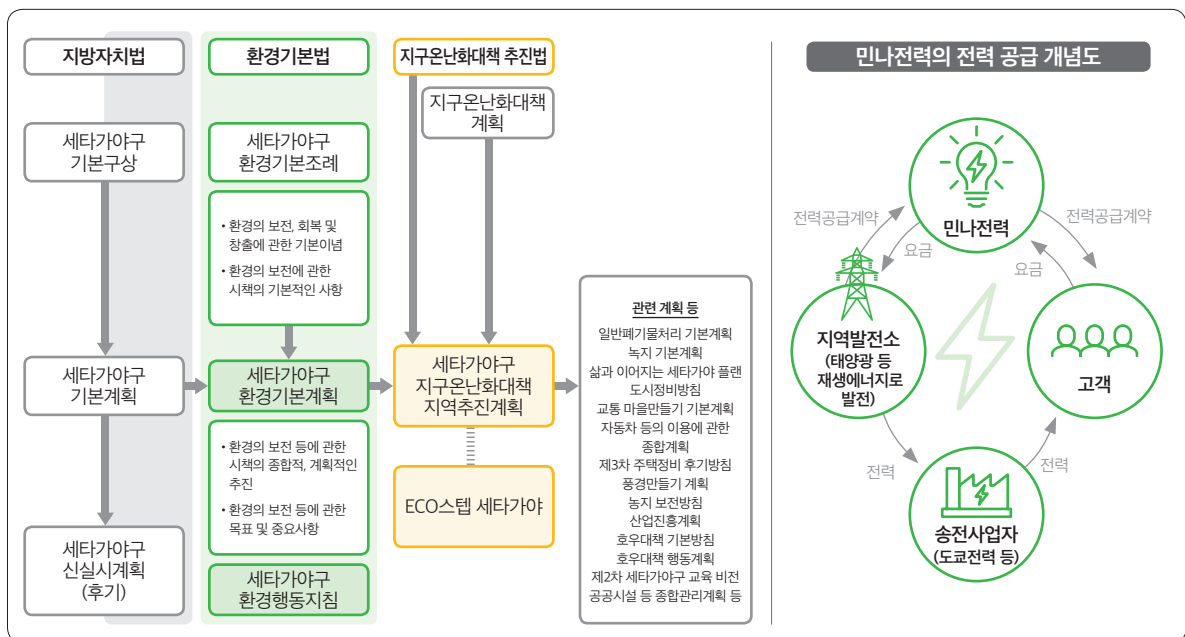 지방자치법
세타가야구
기본구상
세타가야구
기본계획
세타가야구
신실시계획
(후기)
환경기본법
세타가야구
환경기본조례
• 환경의 보전, 회복 및
창출에 관한 기본이념
• 환경의 보전에 관한
시책의 기본적인 사항
세타가야구
환경기본계획
• 환경의 보전 등에 관한
시책의 종합적, 계획적인
추진
• 환경의 보전 등에 관한
목표 및 중요사항
세타가야구
환경행동지침
지구온난화대책 추진법
지구온난화대책
계획
세타가야구
지구온난화대책
지역추진계획
ECO스텝 세타가야
관련 계획 등
일반폐기물처리 기본계획
녹지 기본계획
삶과 이어지는 세타가야 플랜
도시정비방침
교통 마을만들기 기본계획
자동차 등의 이용에 관한
종합계획
제3차 주택정비 후기방침
풍경만들기 계획
농지 보전방침
산업진흥계획
호우대책 기본방침
호우대책 행동계획
제2차 세타가야구 교육 비전
공공시설 등 종합관리계획 등
민나전력의 전력 공급 개념도
민나전력
전력공급계약
요금
전력공급계약
요금
지역발전소
(태양광 등
재생에너지로
발전)
고객
전력
전력
송전사업자
(도쿄전력 등)